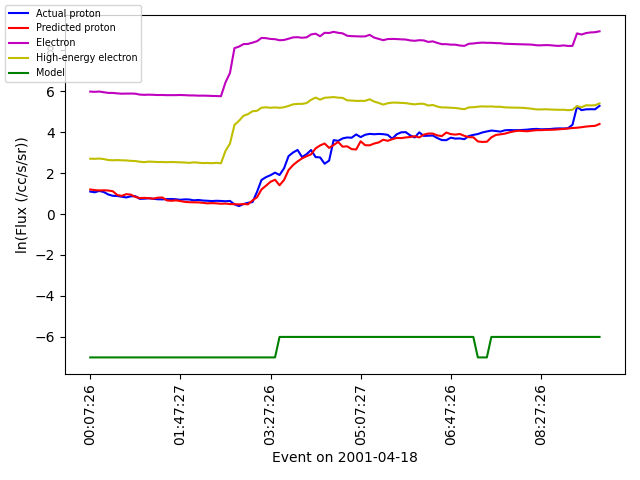 Actual proton
Predicted proton
Electron
High-energy electron
Model
8
6
4
2
0
−2
−4
−6
ln(Flux (/cc/s/sr))
00:07:26
01:47:27
03:27:26
05:07:27
06:47:26
08:27:26
Event on 2001-04-18